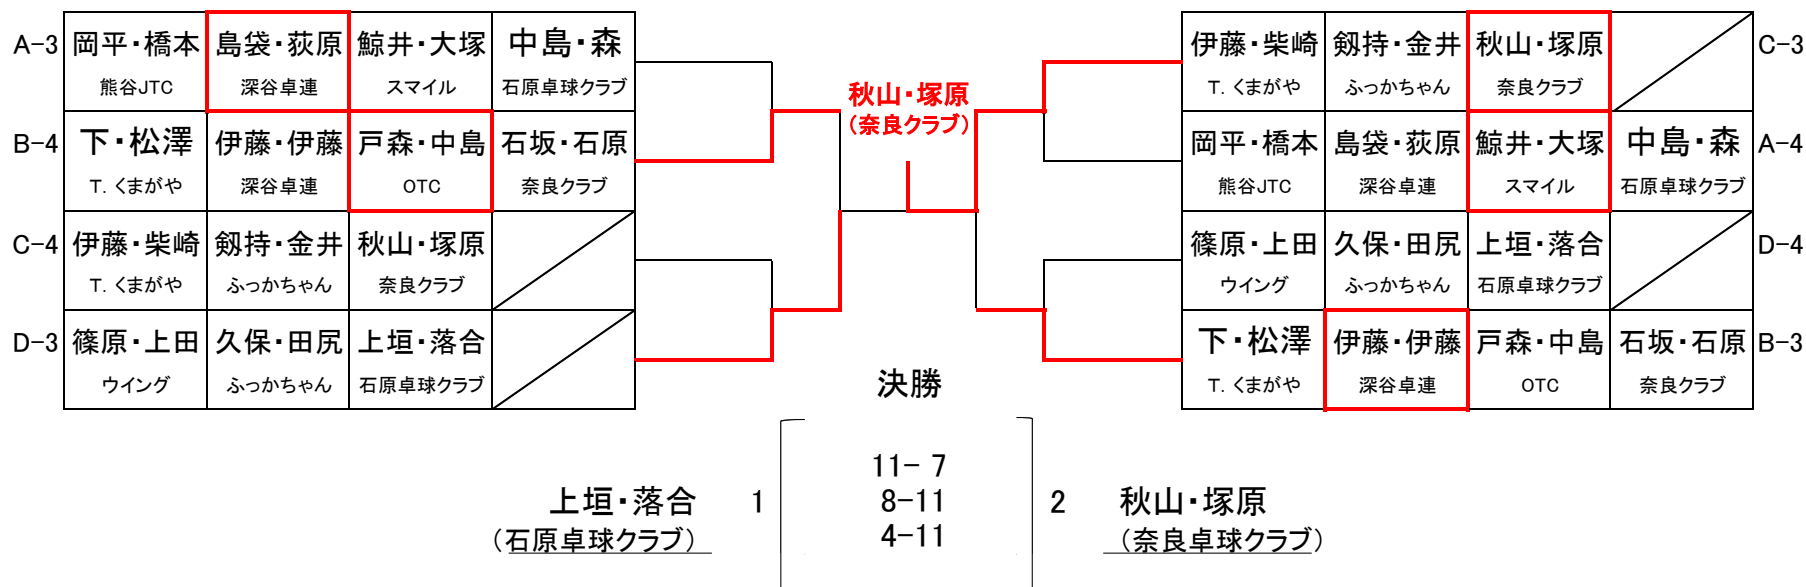 A-3 岡平・橋本 島袋・荻原 鯨井・大塚 中島・森
熊谷JTC 深谷卓連 スマイル 石原卓球クラブ
B-4 下・松澤 伊藤・伊藤 戸森・中島 石坂・石原
T. くまがや 深谷卓連 OTC 奈良クラブ
C-4 伊藤・柴崎 剱持・金井 秋山・塚原
T. くまがや ふっかちゃん 奈良クラブ
D-3 篠原・上田 久保・田尻 上垣・落合
ウイング ふっかちゃん 石原卓球クラブ
秋山・塚原
（奈良クラブ）
伊藤・柴崎 剱持・金井 秋山・塚原 C-3
T. くまがや ふっかちゃん 奈良クラブ
岡平・橋本 島袋・荻原 鯨井・大塚 中島・森 A-4
熊谷JTC 深谷卓連 スマイル 石原卓球クラブ
篠原・上田 久保・田尻 上垣・落合 D-4
ウイング ふっかちゃん 石原卓球クラブ
下・松澤 伊藤・伊藤 戸森・中島 石坂・石原 B-3
T. くまがや 深谷卓連 OTC 奈良クラブ
決勝
11- 7
上垣・落合 1 8-11 2 秋山・塚原
（石原卓球クラブ） 4-11 （奈良卓球クラブ）